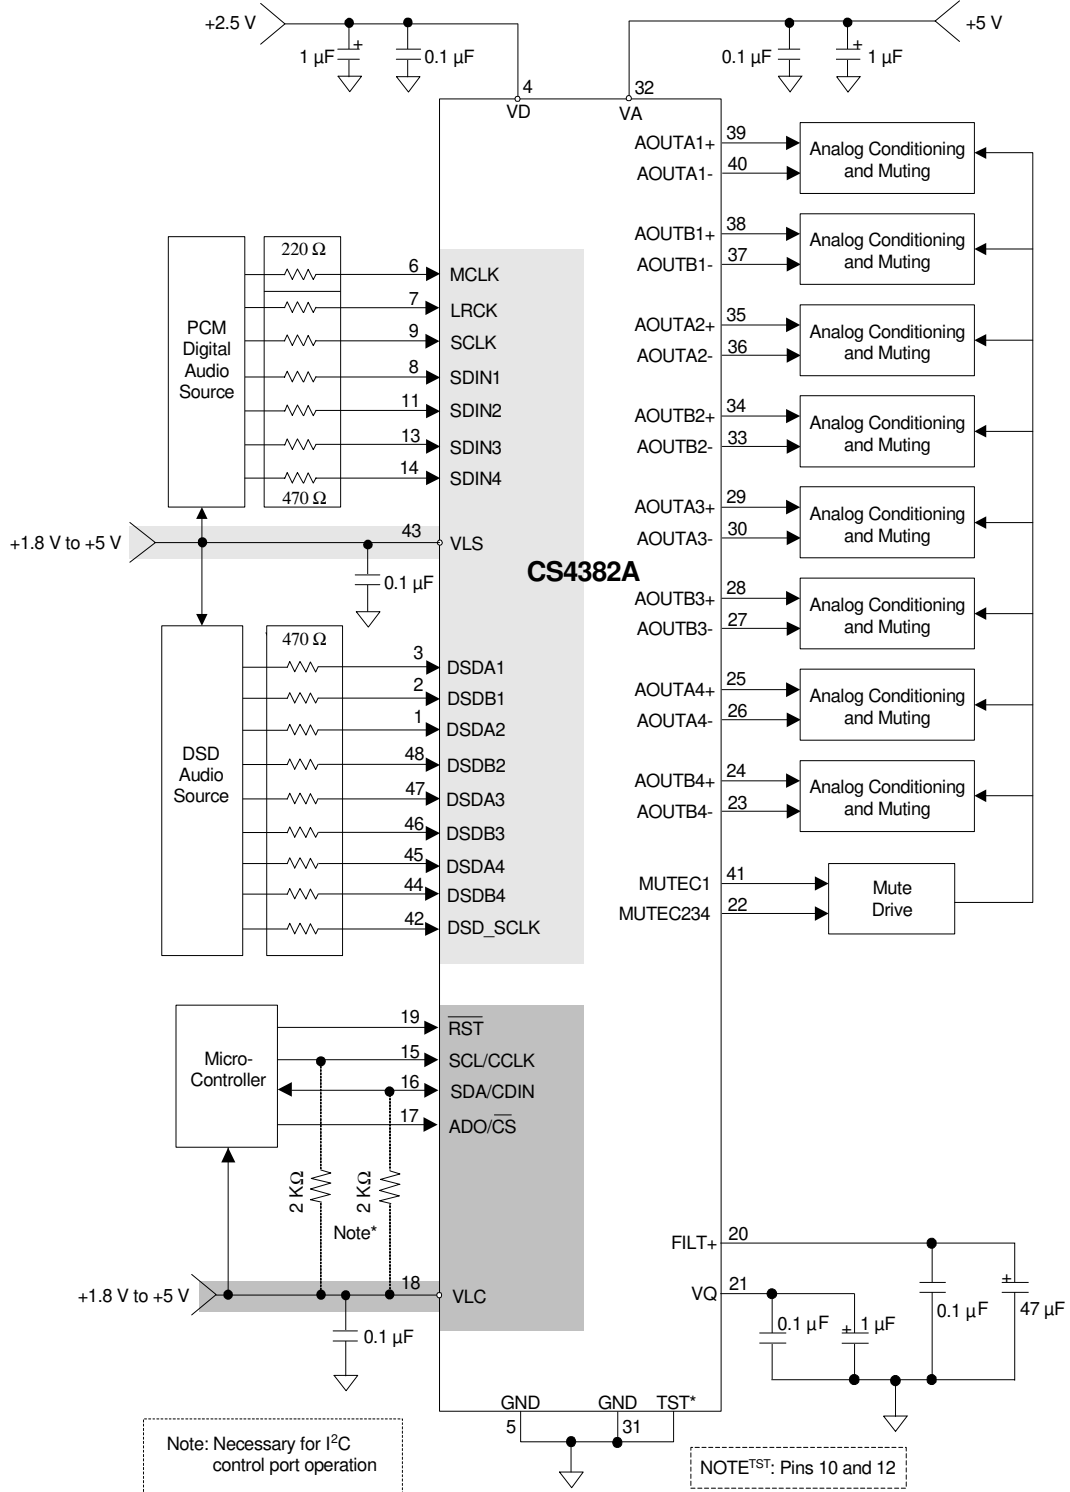 +2.5 V
1 µF
+
0.1 µF
+5 V
0.1 µF
+
1 µF
4
VD
32
VA
220 Ω
470 Ω
PCM
Digital
Audio
Source
6 MCLK
7 LRCK
9 SCLK
8 SDIN1
11 SDIN2
13 SDIN3
14 SDIN4
+1.8 V to +5 V
43 VLS
0.1 µF
CS4382A
470 Ω
DSD
Audio
Source
3 DSDA1
2 DSDB1
1 DSDA2
48 DSDB2
47 DSDA3
46 DSDB3
45 DSDA4
44 DSDB4
42 DSD_SCLK
Micro-
Controller
19 RST
15 SCL/CCLK
16 SDA/CDIN
17 ADO/CS
2 KΩ
2 KΩ
Note*
+1.8 V to +5 V
18 VLC
0.1 µF
AOUTA1+ 39
AOUTA1- 40
Analog Conditioning
and Muting
AOUTB1+ 38
AOUTB1- 37
Analog Conditioning
and Muting
AOUTA2+ 35
AOUTA2- 36
Analog Conditioning
and Muting
AOUTB2+ 34
AOUTB2- 33
Analog Conditioning
and Muting
AOUTA3+ 29
AOUTA3- 30
Analog Conditioning
and Muting
AOUTB3+ 28
AOUTB3- 27
Analog Conditioning
and Muting
AOUTA4+ 25
AOUTA4- 26
Analog Conditioning
and Muting
AOUTB4+ 24
AOUTB4- 23
Analog Conditioning
and Muting
MUTEC1 41
MUTEC234 22
Mute
Drive
FILT+ 20
VQ 21
0.1 µF
+
1 µF
0.1 µF
+
47 µF
GND
5
GND
31
TST*
Note: Necessary for I²C
control port operation
NOTE^TST: Pins 10 and 12